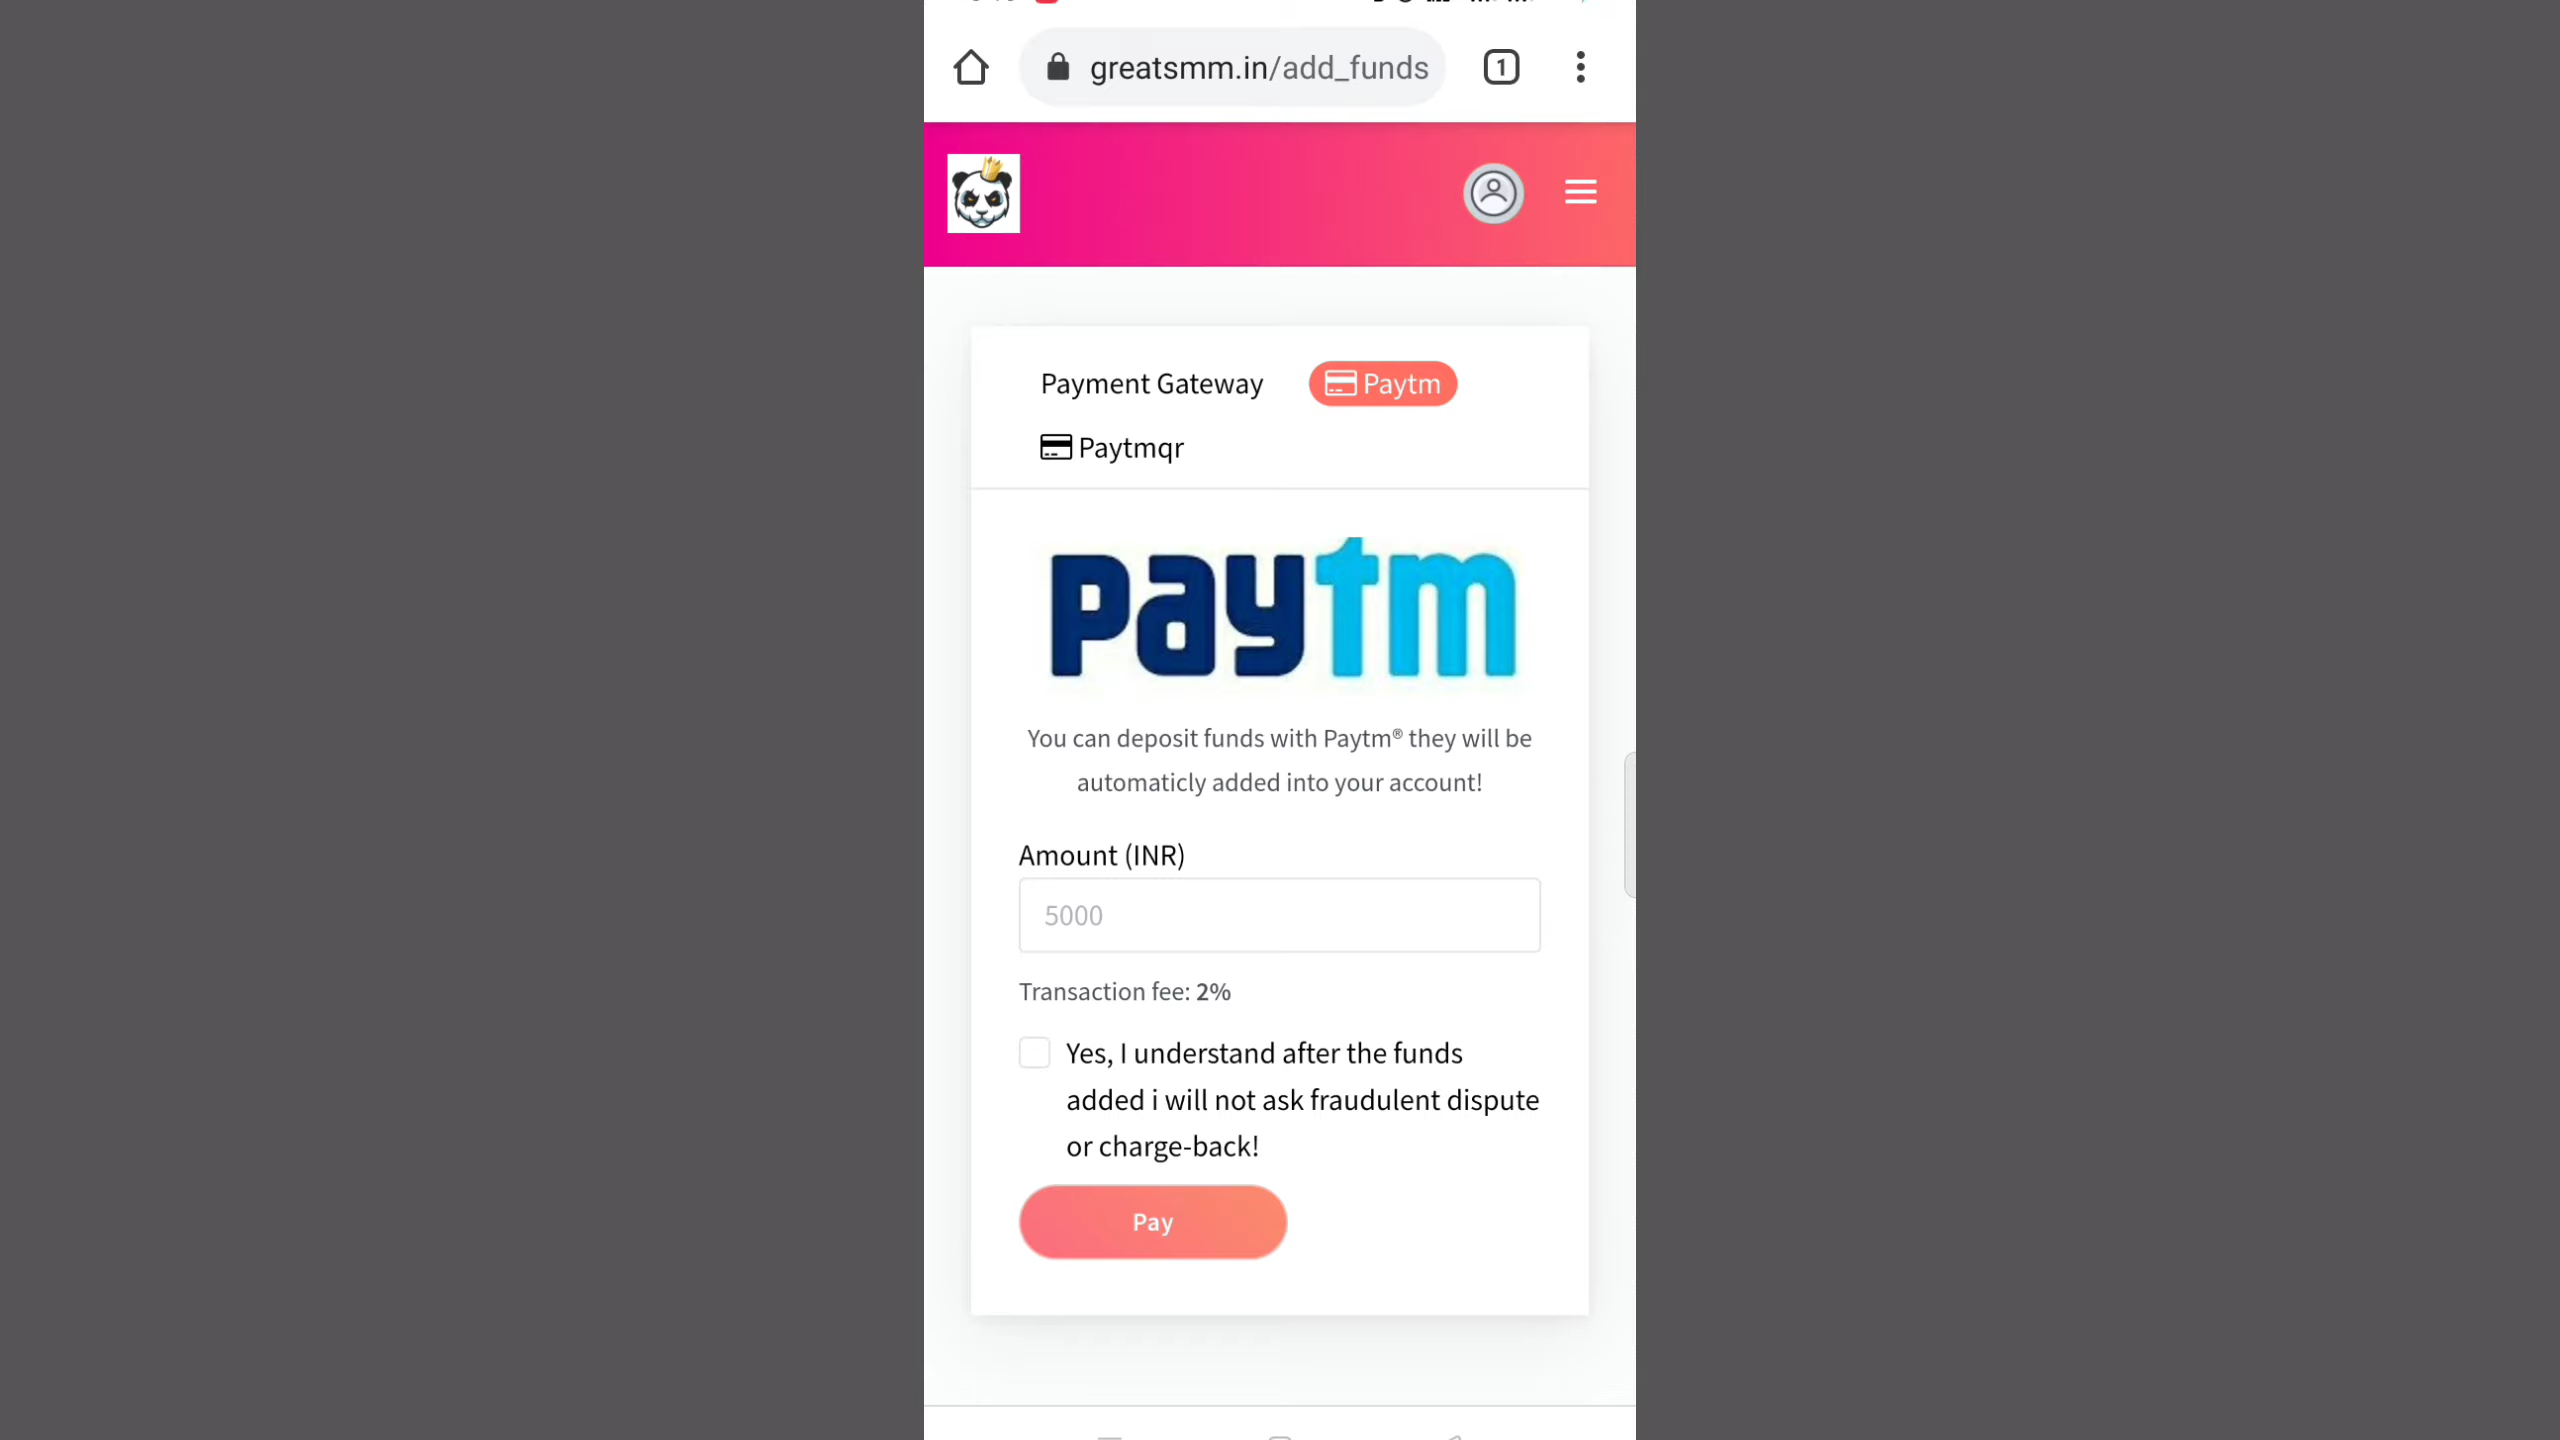 greatsmm.in/add_funds
1
Payment Gateway
Paytm
Paytmqr
paytm
You can deposit funds with Paytm® they will be
automaticly added into your account!
Amount (INR)
5000
Transaction fee: 2%
Yes, I understand after the funds
added i will not ask fraudulent dispute
or charge-back!
Pay